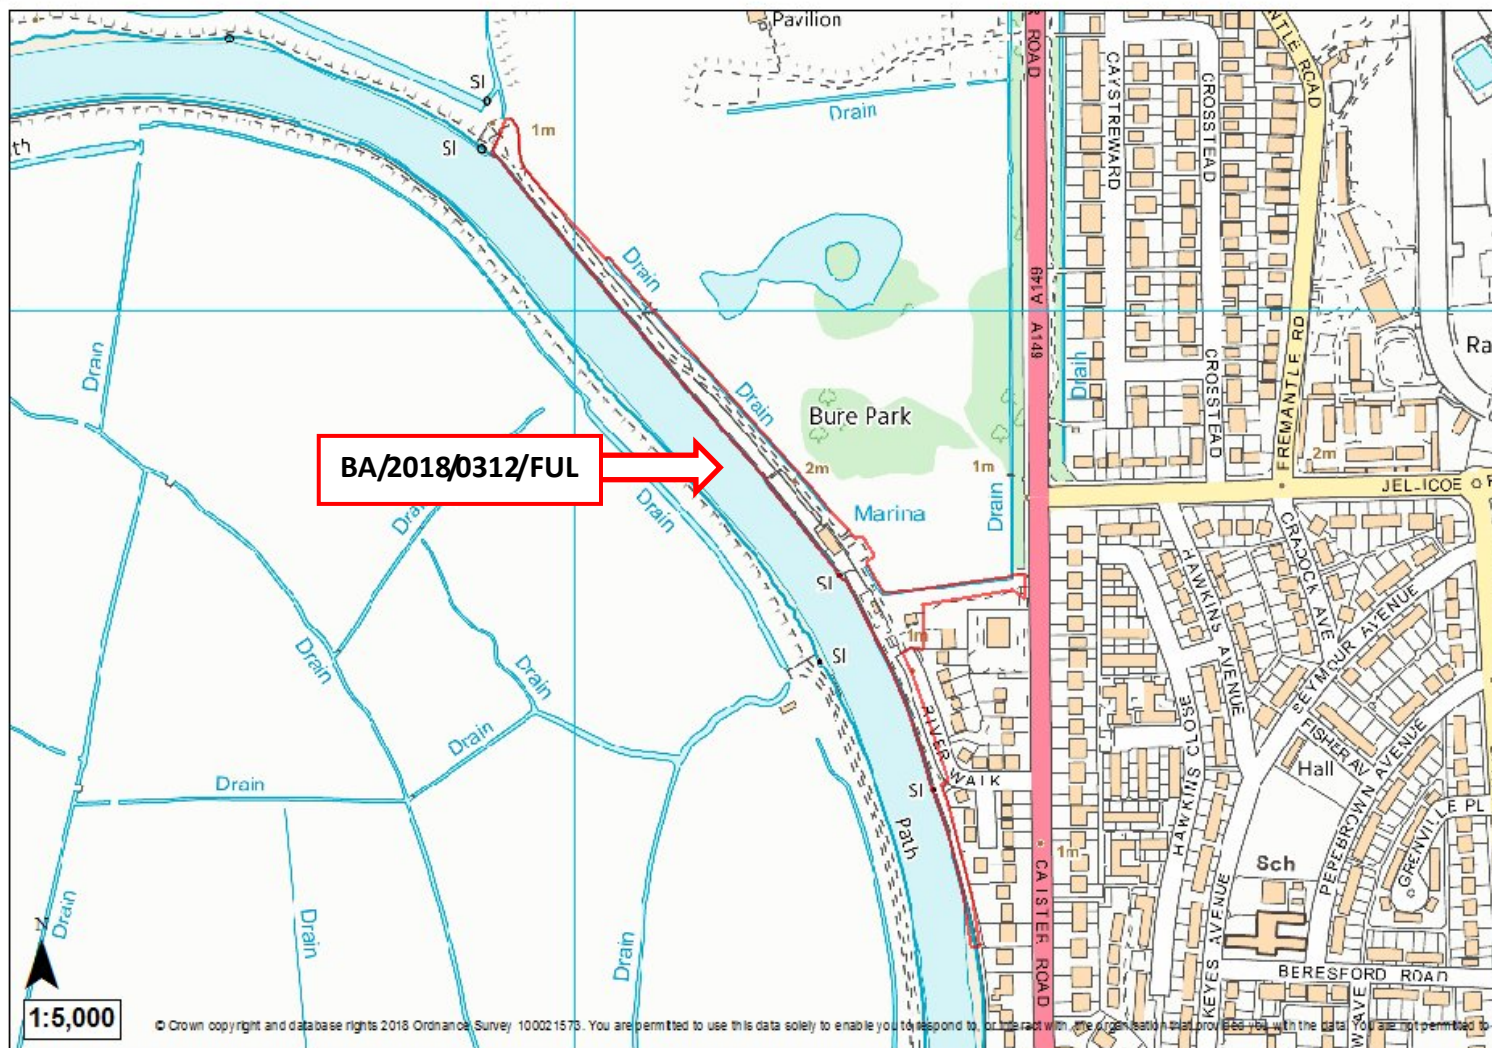 Pavilion
ROAD
NTLE ROAD
CAYSTREWARD
CROSSTEAD
SI
Drain
1m
SI
th
Drain
A149
A149
Ra
Drain
Drain
Drain
CROSSTEAD
FREMANTLE RD
Bure Park
BA/2018/0312/FUL
2m
1m
2m
JELLICOE
Drain
Drain
Marina
Drain
HAWKINS AVENUE
CRADOCK AVE
SI
SEYMOUR AVENUE
1m
SI
Drain
Drain
RIVER WALK
HAWKINS CLOSE
FISHER AV
Drain
Hall
PEREBROWN AVENUE
Drain
SI
GRENVILLE PL
Path
1m
Sch
CAISTER ROAD
N
Drain
Drain
Drain
KEYES AVENUE
BERESFORD ROAD
WAVE
1:5,000
© Crown copyright and database rights 2018 Ordnance Survey 100021573. You are permitted to use this data solely to enable you to respond to, or interact with, the organisation that provided you with the data. You are not permitted to